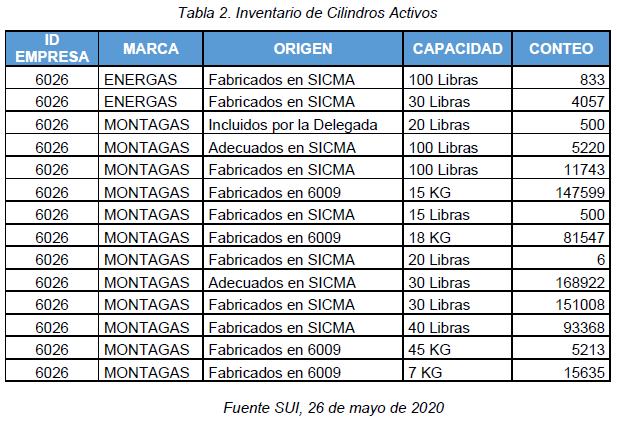 Tabla 2. Inventario de Cilindros Activos
ID EMPRESA MARCA ORIGEN CAPACIDAD CONTEO
6026 ENERGAS Fabricados en SICMA 100 Libras 833
6026 ENERGAS Fabricados en SICMA 30 Libras 4057
6026 MONTAGAS Incluidos por la Delegada 20 Libras 500
6026 MONTAGAS Adecuados en SICMA 100 Libras 5220
6026 MONTAGAS Fabricados en SICMA 100 Libras 11743
6026 MONTAGAS Fabricados en 6009 15 KG 147599
6026 MONTAGAS Fabricados en SICMA 15 Libras 500
6026 MONTAGAS Fabricados en 6009 18 KG 81547
6026 MONTAGAS Fabricados en SICMA 20 Libras 6
6026 MONTAGAS Adecuados en SICMA 30 Libras 168922
6026 MONTAGAS Fabricados en SICMA 30 Libras 151008
6026 MONTAGAS Fabricados en SICMA 40 Libras 93368
6026 MONTAGAS Fabricados en 6009 45 KG 5213
6026 MONTAGAS Fabricados en 6009 7 KG 15635
Fuente SUI, 26 de mayo de 2020